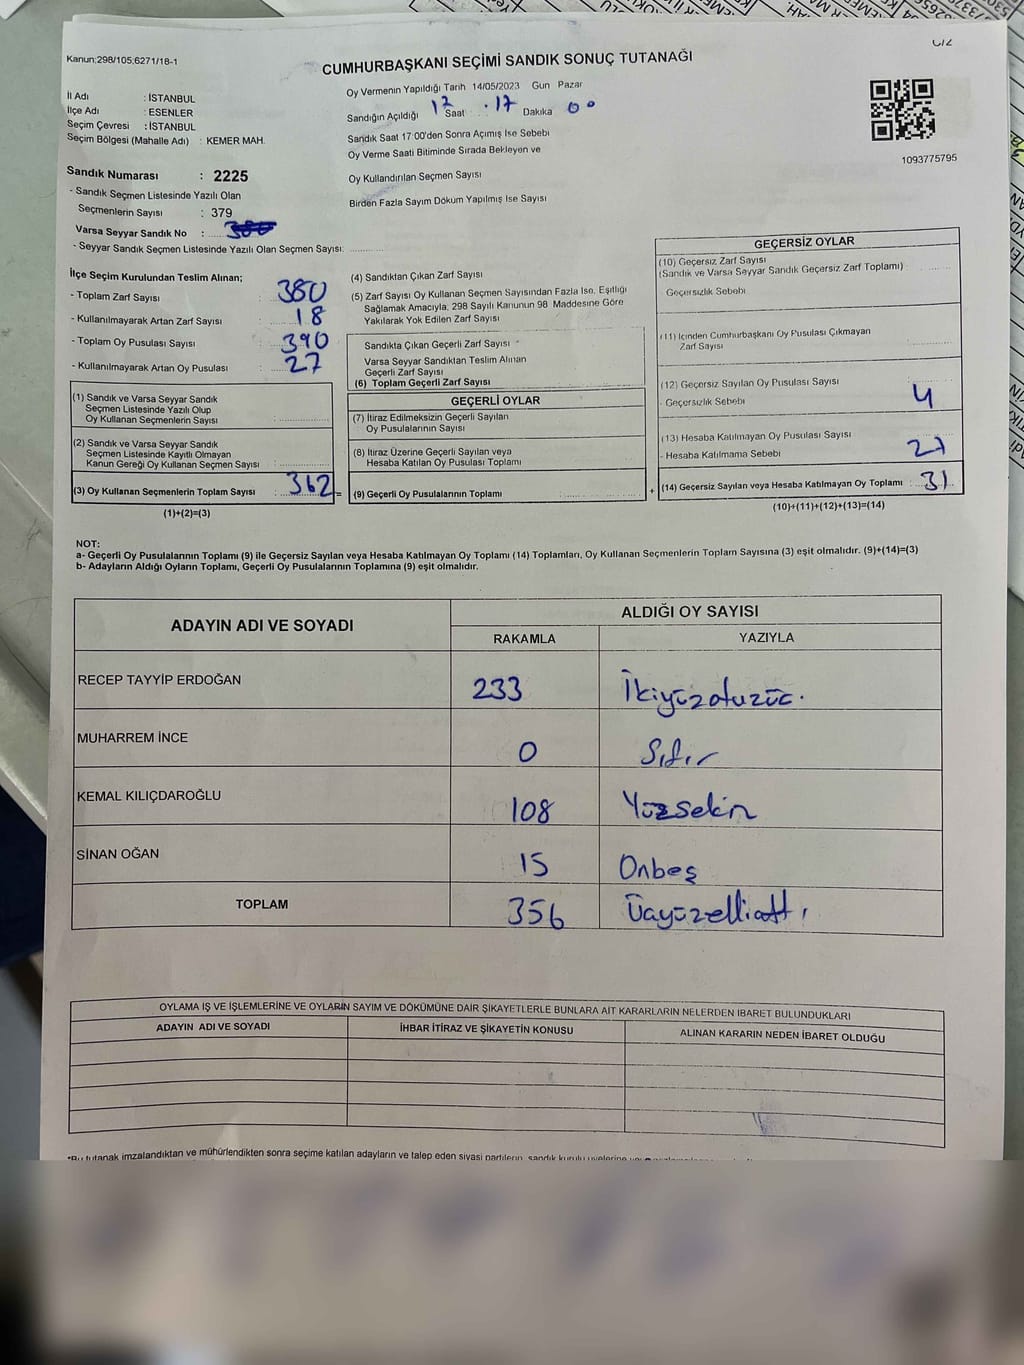 Kanun:298/105,6271/18-1
CUMHURBAŞKANI SEÇİMİ SANDIK SONUÇ TUTANAĞI
İl Adı : İSTANBUL
İlçe Adı : ESENLER
Seçim Çevresi : İSTANBUL
Seçim Bölgesi (Mahalle Adı) : KEMER MAH.
Sandık Numarası : 2225
- Sandık Seçmen Listesinde Yazılı Olan
Seçmenlerin Sayısı : 379
Varsa Seyyar Sandık No :
- Seyyar Sandık Seçmen Listesinde Yazılı Olan Seçmen Sayısı:
Oy Vermenin Yapıldığı Tarih 14/05/2023 Gün Pazar
Sandığın Açıldığı Saat 17 Dakika 00
Sandık Saat 17:00'den Sonra Açımış İse Sebebi
Oy Verme Saati Bitiminde Sırada Bekleyen ve
Oy Kullandırılan Seçmen Sayısı
Birden Fazla Sayım Döküm Yapılmış İse Sayısı
1093775795
İlçe Seçim Kurulundan Teslim Alınan;
- Toplam Zarf Sayısı : 380
- Kullanılmayarak Artan Zarf Sayısı : 18
- Toplam Oy Pusulası Sayısı : 390
- Kullanılmayarak Artan Oy Pusulası : 27
(1) Sandık ve Varsa Seyyar Sandık
Seçmen Listesinde Yazılı Olup
Oy Kullanan Seçmenlerin Sayısı
(2) Sandık ve Varsa Seyyar Sandık
Seçmen Listesinde Kayıtlı Olmayan
Kanun Gereği Oy Kullanan Seçmen Sayısı
(3) Oy Kullanan Seçmenlerin Toplam Sayısı : 362 =
(1)+(2)=(3)
(4) Sandıktan Çıkan Zarf Sayısı
(5) Zarf Sayısı Oy Kullanan Seçmen Sayısından Fazla İse, Eşitliği
Sağlamak Amacıyla, 298 Sayılı Kanunun 98 Maddesine Göre
Yakılarak Yok Edilen Zarf Sayısı
Sandıkta Çıkan Geçerli Zarf Sayısı
Varsa Seyyar Sandıktan Teslim Alınan
Geçerli Zarf Sayısı
(6) Toplam Geçerli Zarf Sayısı
GEÇERLİ OYLAR
(7) İtiraz Edilmeksizin Geçerli Sayılan
Oy Pusulalarının Sayısı
(8) İtiraz Üzerine Geçerli Sayılan veya
Hesaba Katılan Oy Pusulası Toplamı
(9) Geçerli Oy Pusulalarının Toplamı +
GEÇERSİZ OYLAR
(10) Geçersiz Zarf Sayısı
(Sandık ve Varsa Seyyar Sandık Geçersiz Zarf Toplamı)
Geçersizlik Sebebi
(11) İçinden Cumhurbaşkanı Oy Pusulası Çıkmayan
Zarf Sayısı
(12) Geçersiz Sayılan Oy Pusulası Sayısı
- Geçersizlik Sebebi 4
(13) Hesaba Katılmayan Oy Pusulası Sayısı
- Hesaba Katılmama Sebebi 27
(14) Geçersiz Sayılan veya Hesaba Katılmayan Oy Toplamı : 31
(10)+(11)+(12)+(13)=(14)
NOT:
a- Geçerli Oy Pusulalarının Toplamı (9) ile Geçersiz Sayılan veya Hesaba Katılmayan Oy Toplamı (14) Toplamları, Oy Kullanan Seçmenlerin Toplam Sayısına (3) eşit olmalıdır. (9)+(14)=(3)
b- Adayların Aldığı Oyların Toplamı, Geçerli Oy Pusulalarının Toplamına (9) eşit olmalıdır.
ADAYIN ADI VE SOYADI ALDIĞI OY SAYISI
RAKAMLA YAZIYLA
RECEP TAYYİP ERDOĞAN 233 İkiyüzotuzüç.
MUHARREM İNCE 0 Sıfır
KEMAL KILIÇDAROĞLU 108 Yüzsekin
SİNAN OĞAN 15 Onbeş
TOPLAM 356 Üçyüzellialtı
OYLAMA İŞ VE İŞLEMLERİNE VE OYLARIN SAYIM VE DÖKÜMÜNE DAİR ŞİKAYETLERLE BUNLARA AİT KARARLARIN NELERDEN İBARET BULUNDUKLARI
ADAYIN ADI VE SOYADI İHBAR İTİRAZ VE ŞİKAYETİN KONUSU ALINAN KARARIN NEDEN İBARET OLDUĞU
*Bu tutanak imzalandıktan ve mühürlendikten sonra seçime katılan adayların ve talep eden siyasi partilerin, sandık kurulu üyelerine